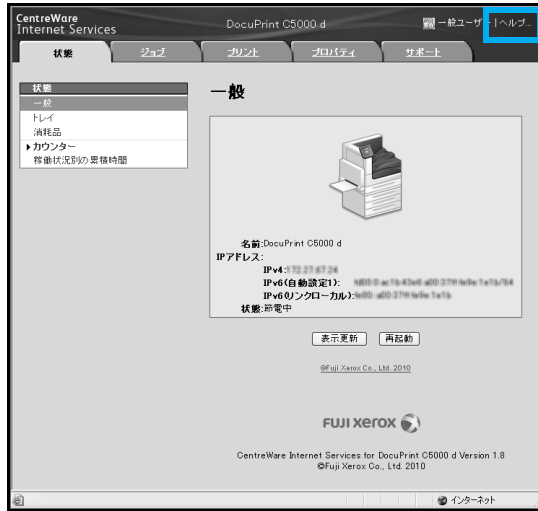 CentreWare
Internet Services
DocuPrint C5000 d
一般ユーザ
|ヘルプ...
状態
ジョブ
プリント
プロパティ
サポート
状態
一般
トレイ
消耗品
カウンター
稼働状況別の累積時間
一般
名前:DocuPrint C5000 d
IPアドレス:
IPv4:
IPv6(自動設定1):
IPv6(リンクローカル):
状態:節電中
表示更新
再起動
©Fuji Xerox Co., Ltd. 2010
FUJI XEROX
CentreWare Internet Services for DocuPrint C5000 d Version 1.8
©Fuji Xerox Co., Ltd. 2010
インターネット